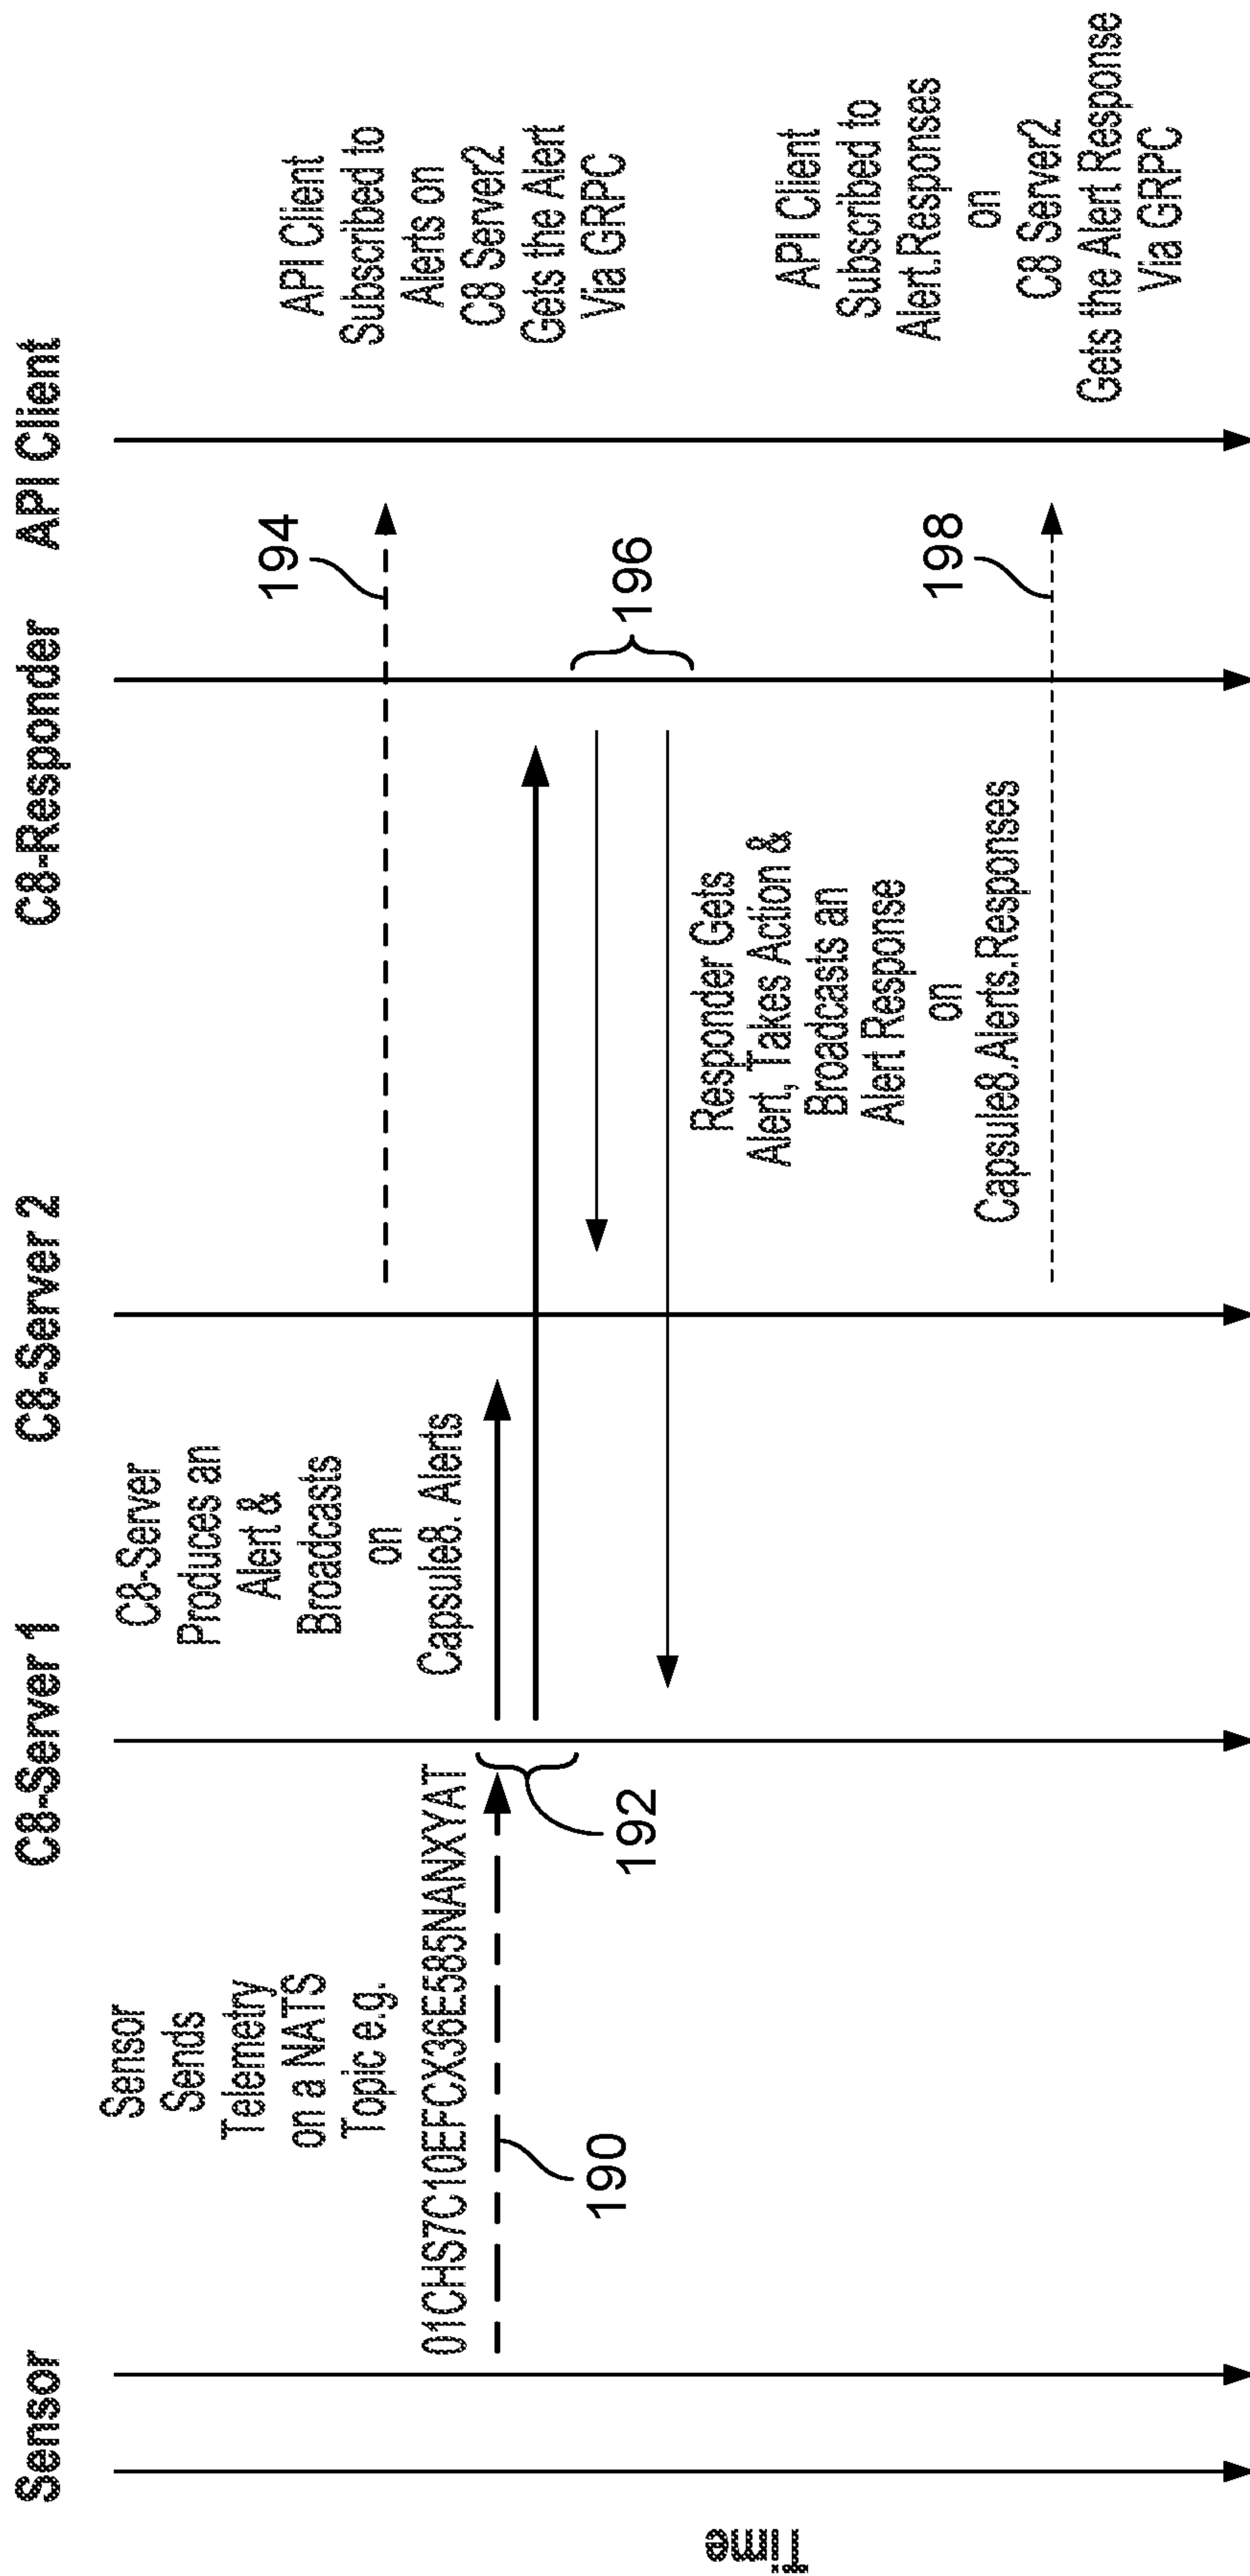 Sensor
C8-Server 1
C8-Server 2
C8-Responder
API Client
Time
Sensor
Sends
Telemetry
on a NATS
Topic e.g.
01CHS7C10EFCX36E585NANXYAT
190
192
C8-Server
Produces an
Alert &
Broadcasts
on
Capsule8. Alerts
194
API Client
Subscribed to
Alerts on
C8 Server2
Gets the Alert
Via GRPC
196
Responder Gets
Alert, Takes Action &
Broadcasts an
Alert Response
on
Capsule8.Alerts.Responses
198
API Client
Subscribed to
Alert.Responses
on
C8 Server2
Gets the Alert Response
Via GRPC